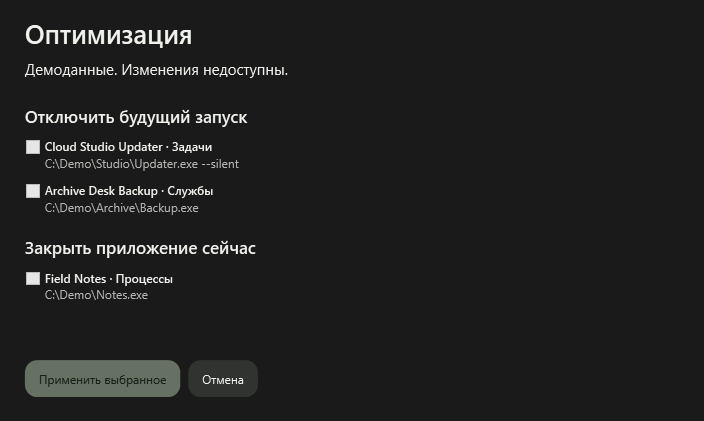 Оптимизация
Демоданные. Изменения недоступны.
Отключить будущий запуск
Cloud Studio Updater · Задачи
C:\Demo\Studio\Updater.exe --silent
Archive Desk Backup · Службы
C:\Demo\Archive\Backup.exe
Закрыть приложение сейчас
Field Notes · Процессы
C:\Demo\Notes.exe
Применить выбранное
Отмена